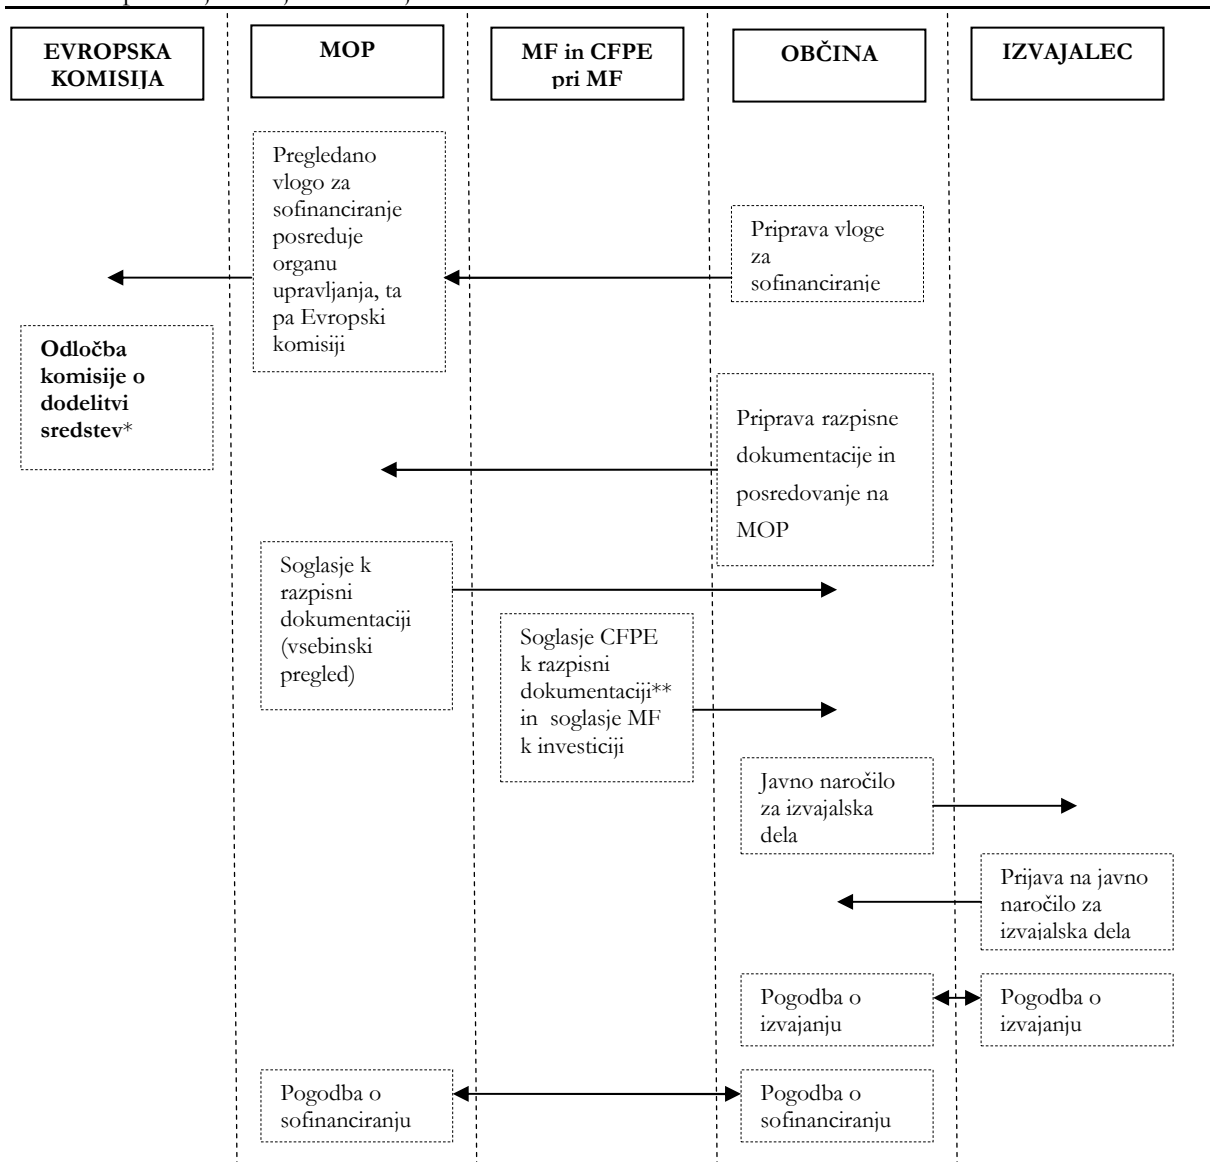 EVROPSKA
KOMISIJA
MOP
MF in CFPE
pri MF
OBČINA
IZVAJALEC
Pregledano
vlogo za
sofinanciranje
posreduje
organu
upravljanja, ta
pa Evropski
komisiji
Priprava vloge
za
sofinanciranje
Odločba
komisije o
dodelitvi
sredstev*
Priprava razpisne
dokumentacije in
posredovanje na
MOP
Soglasje k
razpisni
dokumentaciji
(vsebinski
pregled)
Soglasje CFPE
k razpisni
dokumentaciji**
in soglasje MF
k investiciji
Javno naročilo
za izvajalska
dela
Prijava na javno
naročilo za
izvajalska dela
Pogodba o
izvajanju
Pogodba o
izvajanju
Pogodba o
sofinanciranju
Pogodba o
sofinanciranju